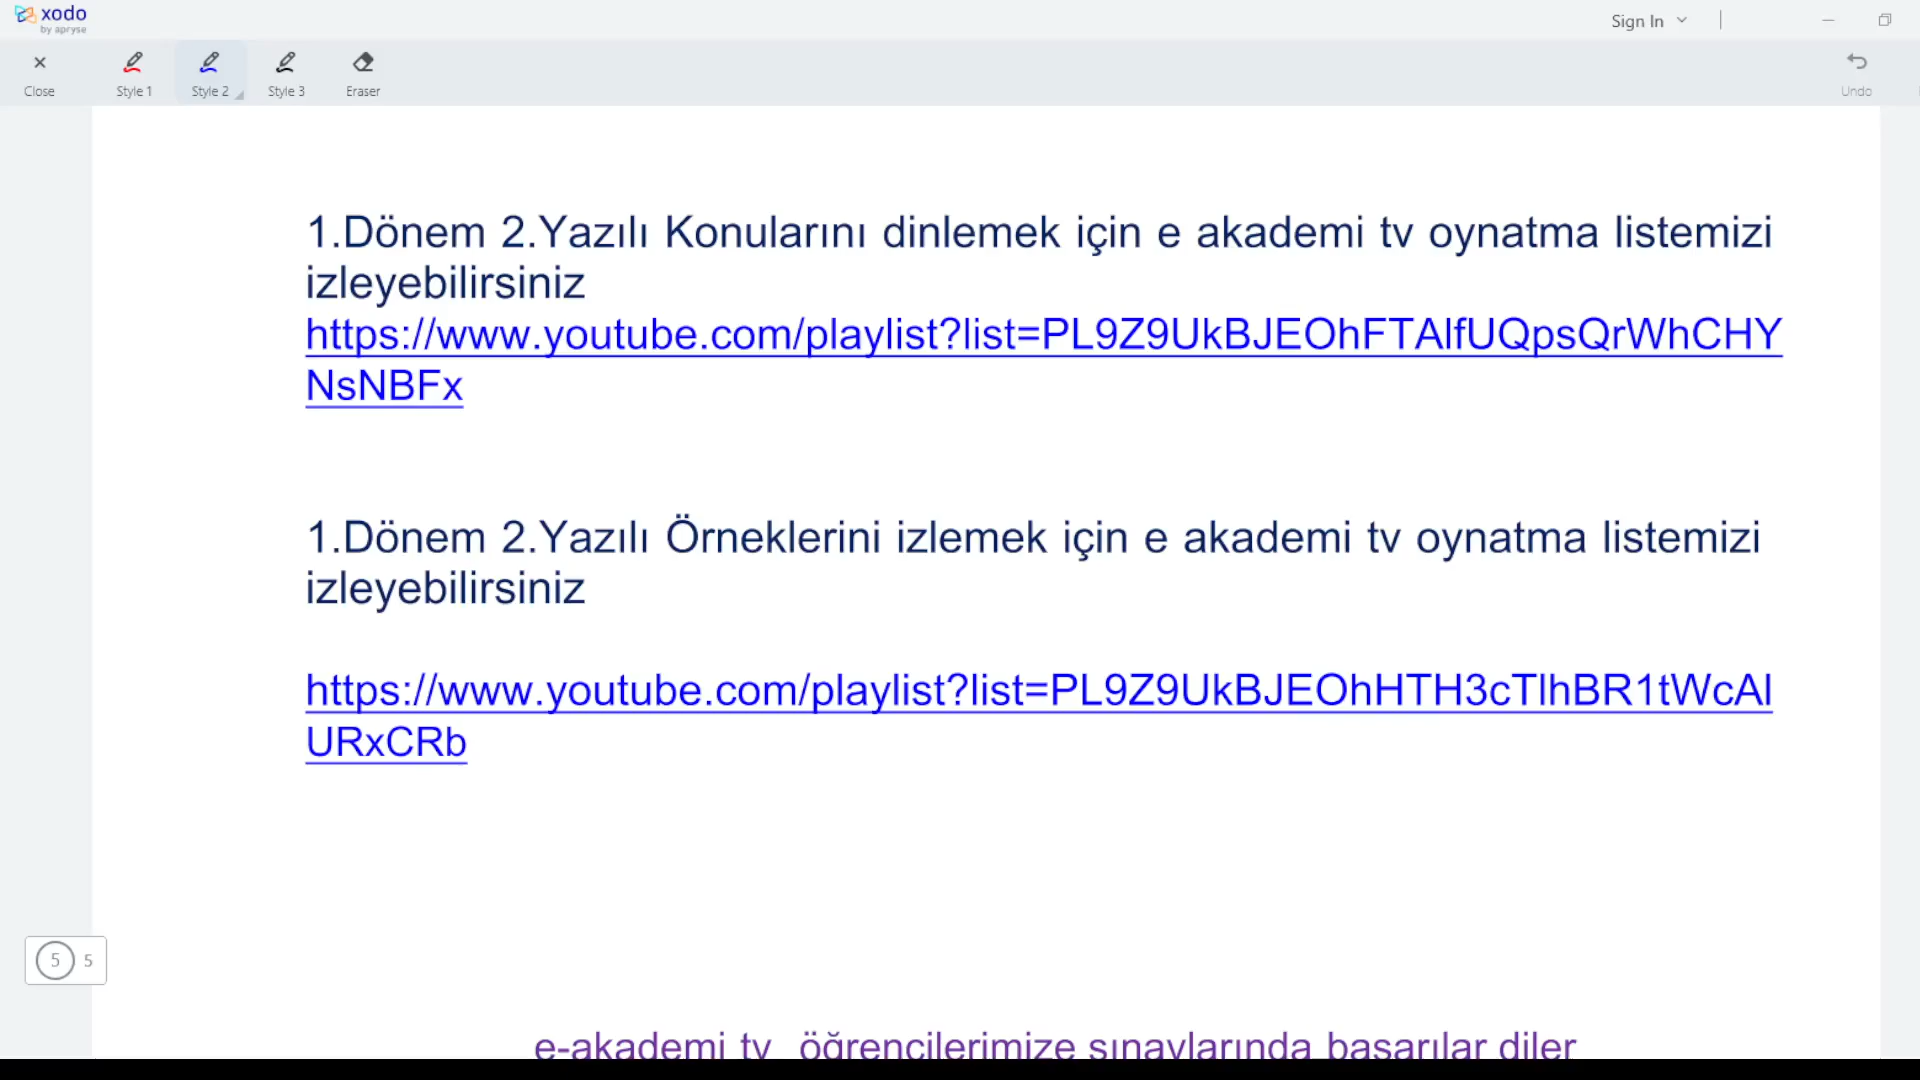 xodo
by apryse
Sign In
Close
Style 1
Style 2
Style 3
Eraser
Undo
1.Dönem 2.Yazılı Konularını dinlemek için e akademi tv oynatma listemizi
izleyebilirsiniz
https://www.youtube.com/playlist?list=PL9Z9UkBJEOhFTAlfUQpsQrWhCHY
NsNBFx
1.Dönem 2.Yazılı Örneklerini izlemek için e akademi tv oynatma listemizi
izleyebilirsiniz
https://www.youtube.com/playlist?list=PL9Z9UkBJEOhHTH3cTlhBR1tWcAl
URxCRb
5 5
e-akademi tv öğrencilerimize sınavlarında başarılar diler